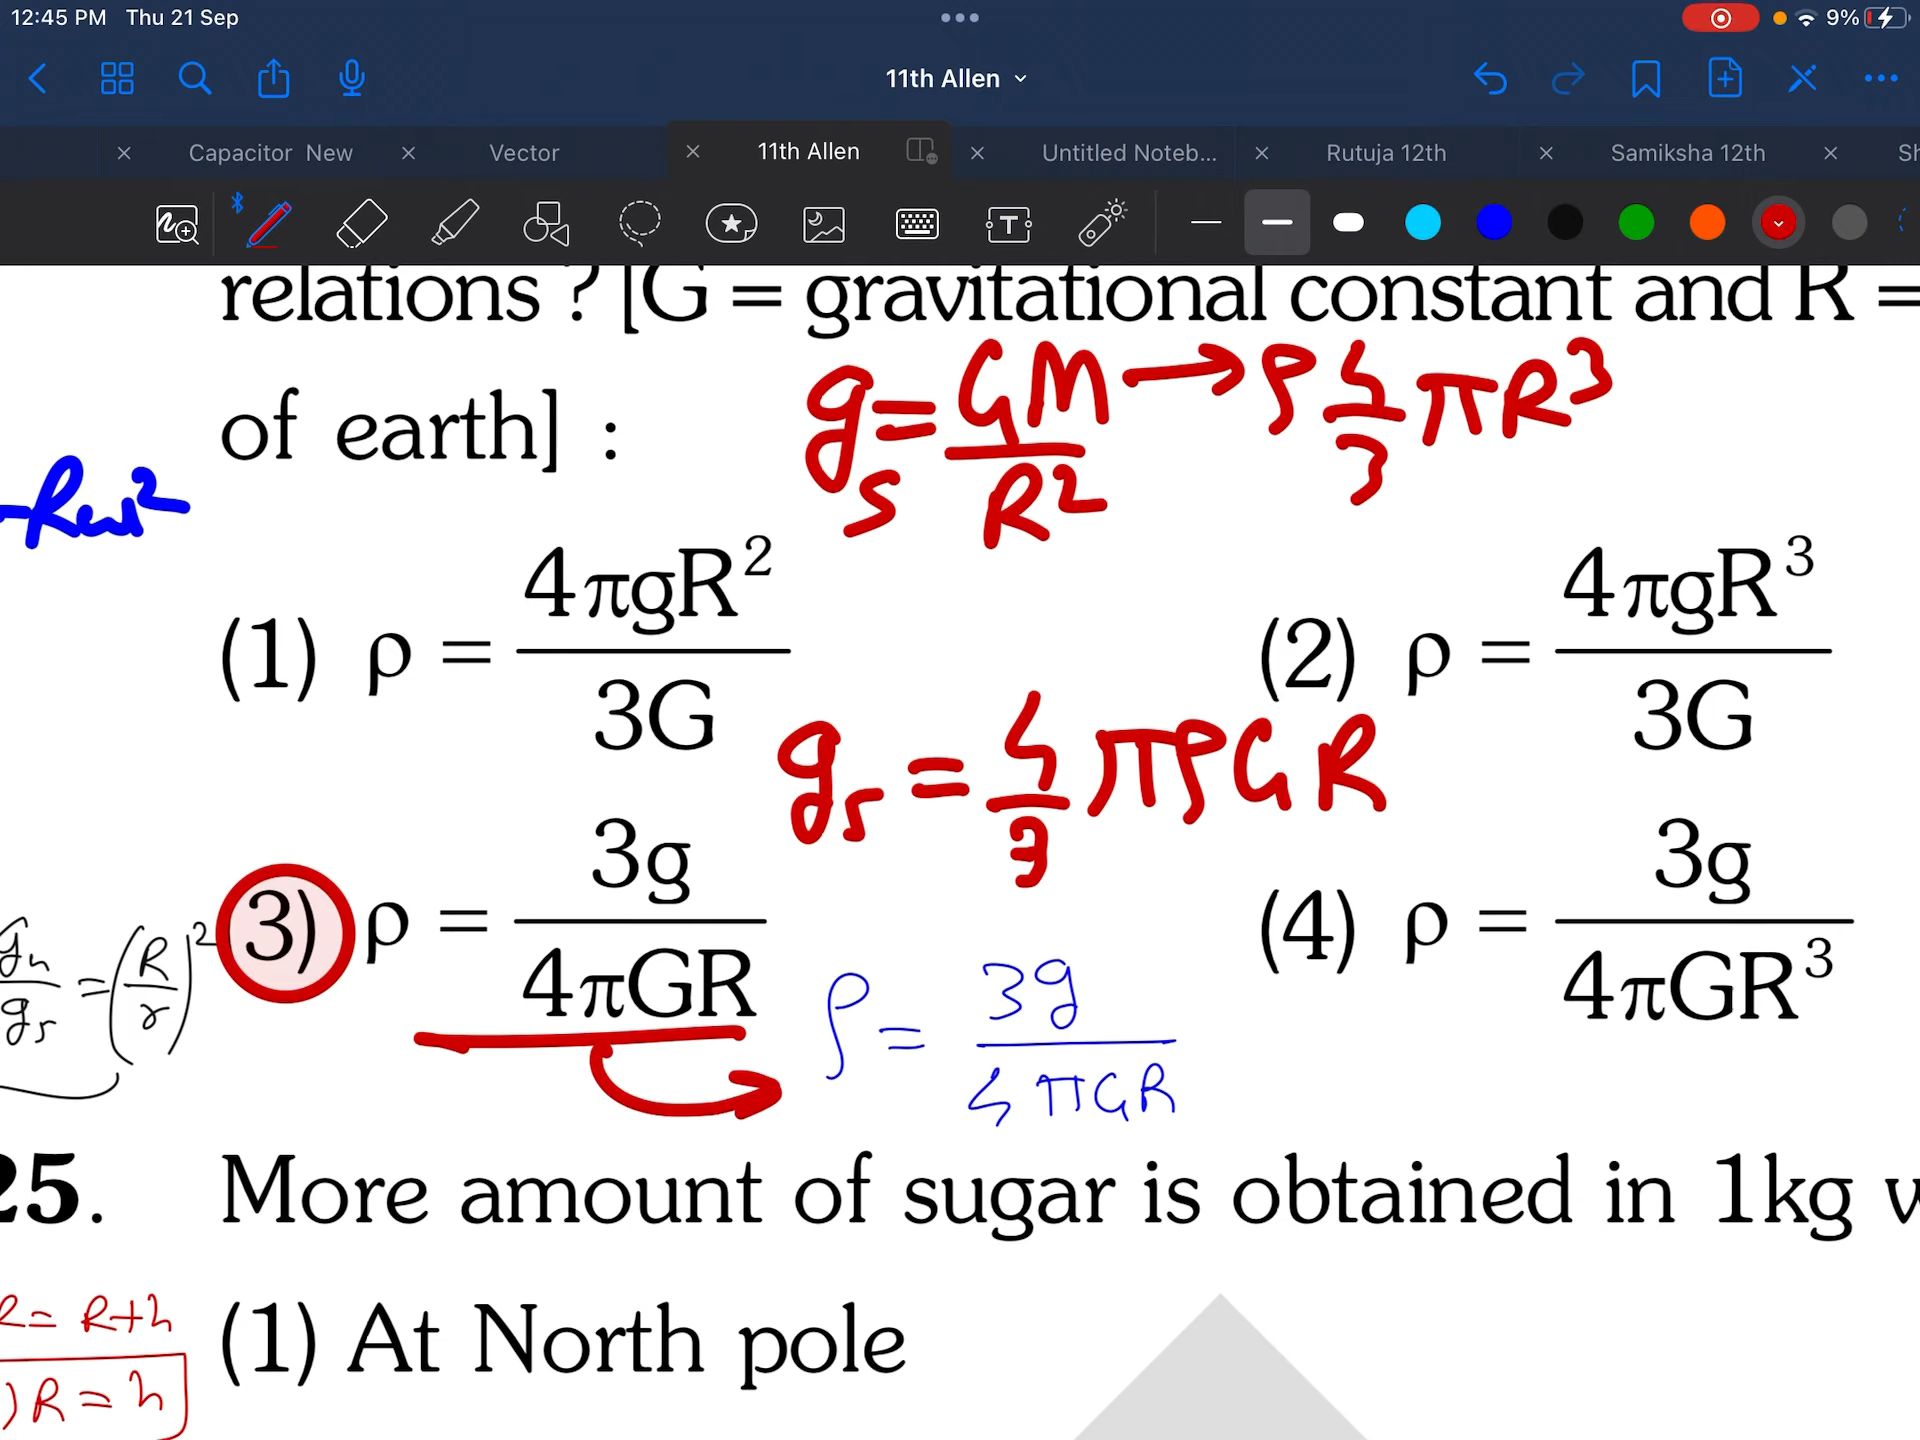 12:45 PM Thu 21 Sep 9%
11th Allen
Capacitor New Vector 11th Allen Untitled Noteb... Rutuja 12th Samiksha 12th Sh
relations ? [G = gravitational constant and R =
of earth] :
g_s = GM/R² → ρ 4/3 πR³
-Rω²
(1) ρ = 4πgR²/3G
(2) ρ = 4πgR³/3G
g_s = 4/3 πρGR
3) ρ = 3g/4πGR
(4) ρ = 3g/4πGR³
g_h/g_s = (R/r)²
ρ = 3g/4πGR
25. More amount of sugar is obtained in 1kg w
R = R+h
(1) At North pole
)R = h